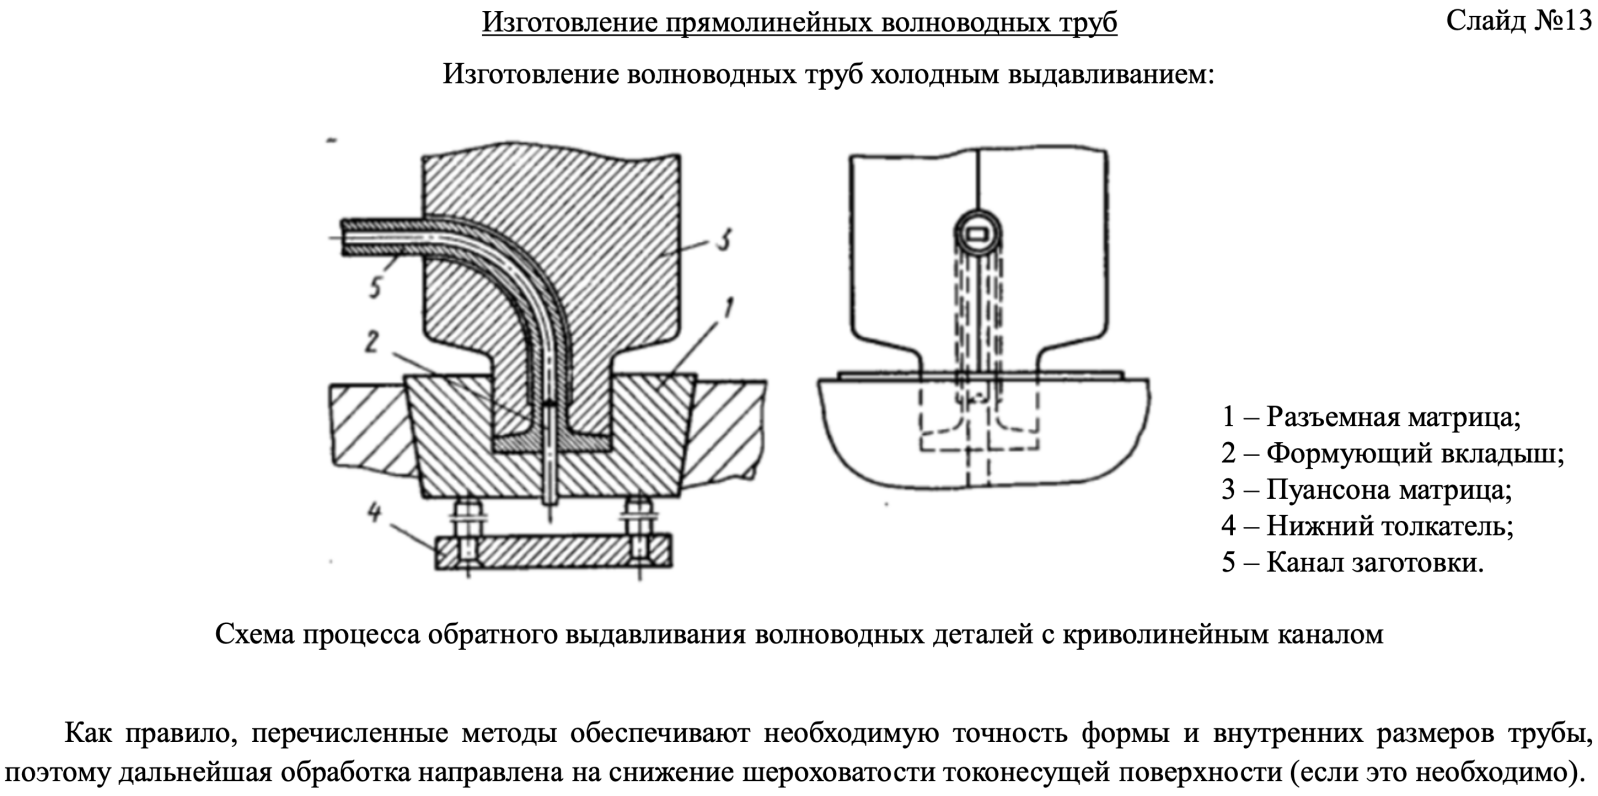 Изготовление прямолинейных волноводных труб
Слайд №13
Изготовление волноводных труб холодным выдавливанием:
3
5
1
2
4
1 – Разъемная матрица;
2 – Формующий вкладыш;
3 – Пуансона матрица;
4 – Нижний толкатель;
5 – Канал заготовки.
Схема процесса обратного выдавливания волноводных деталей с криволинейным каналом
Как правило, перечисленные методы обеспечивают необходимую точность формы и внутренних размеров трубы,
поэтому дальнейшая обработка направлена на снижение шероховатости токонесущей поверхности (если это необходимо).